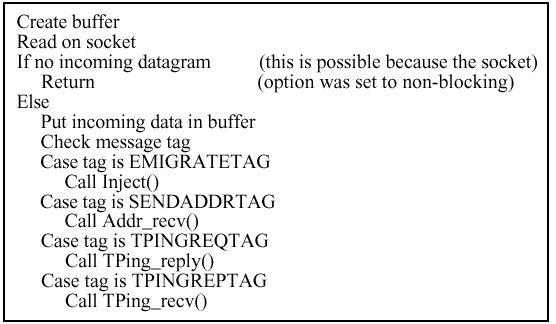 Create buffer
Read on socket
If no incoming datagram (this is possible because the socket)
Return (option was set to non-blocking)
Else
Put incoming data in buffer
Check message tag
Case tag is EMIGRATETAG
Call Inject()
Case tag is SENDADDRTAG
Call Addr_recv()
Case tag is TPINGREQTAG
Call TPing_reply()
Case tag is TPINGREPTAG
Call TPing_recv()